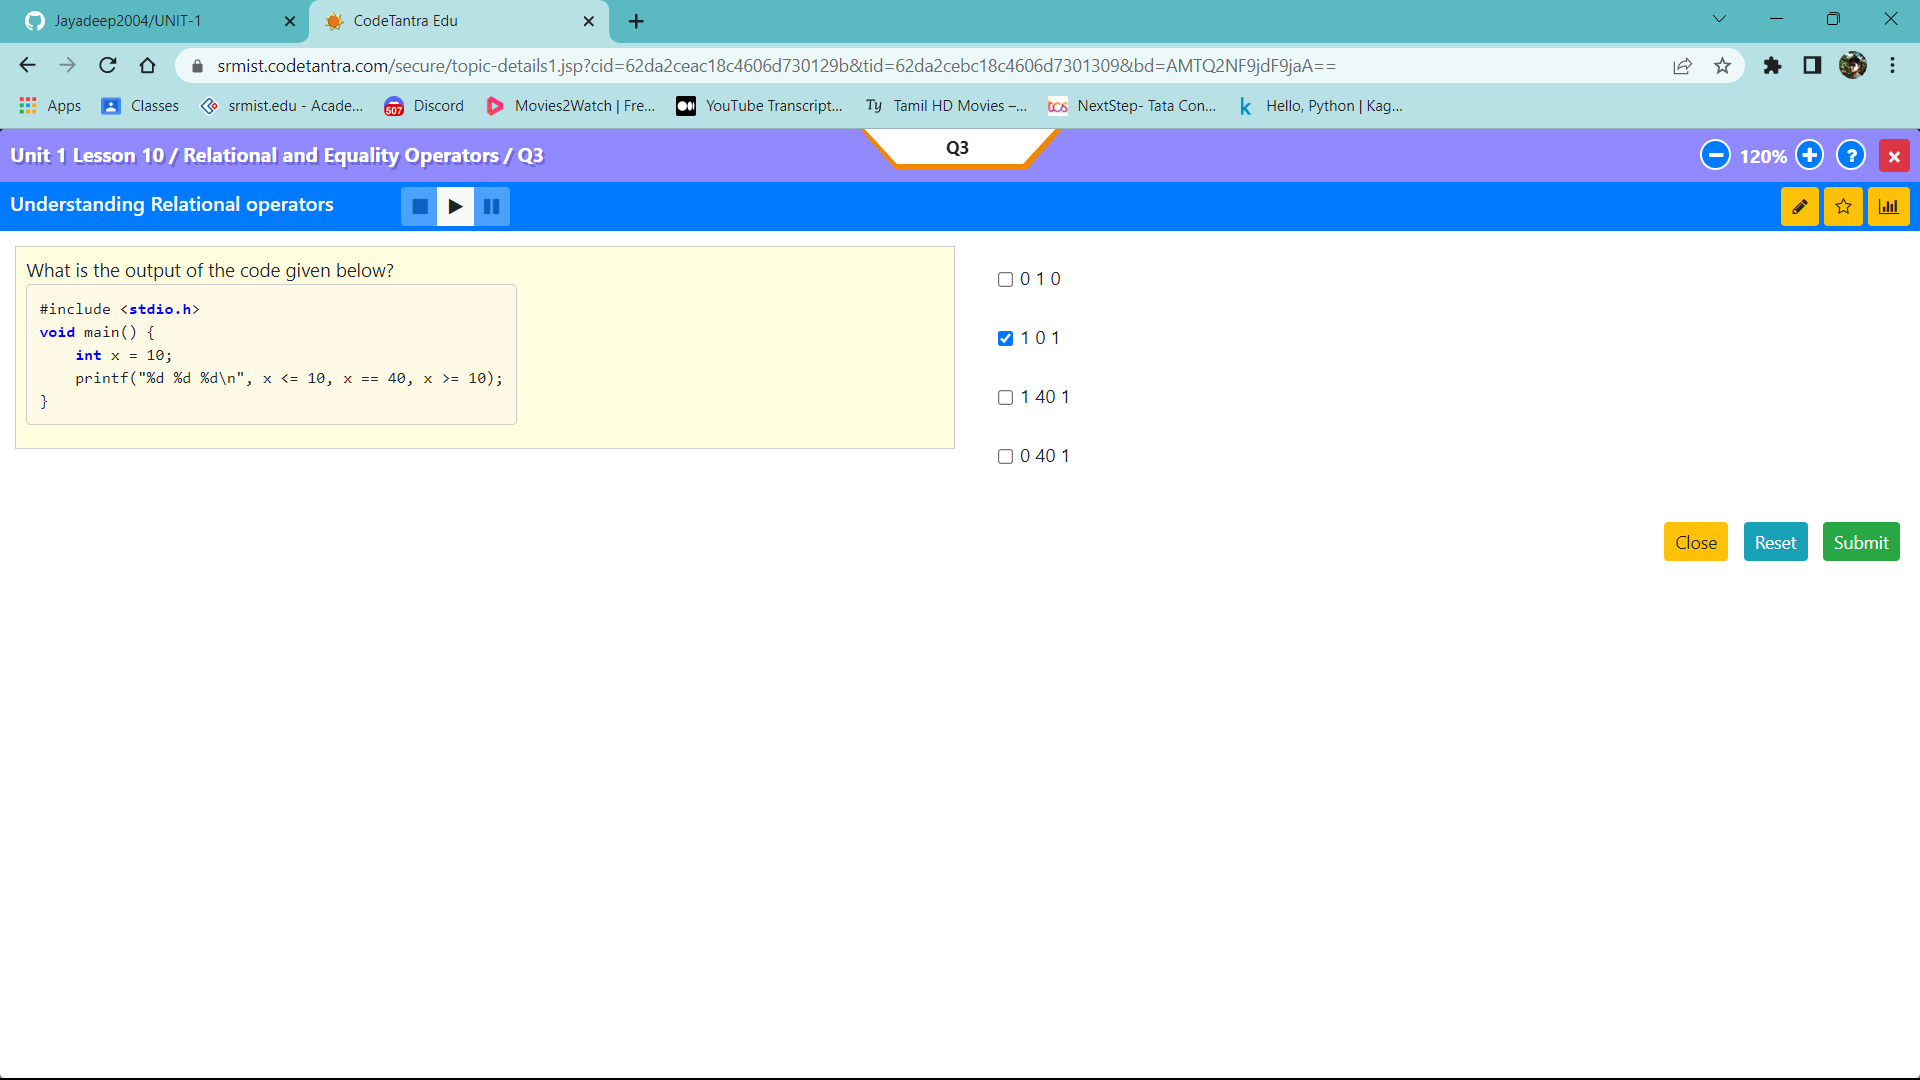 Jayadeep2004/UNIT-1
CodeTantra Edu
srmist.codetantra.com/secure/topic-details1.jsp?cid=62da2ceac18c4606d730129b&tid=62da2cebc18c4606d7301309&bd=AMTQ2NF9jdF9jaA==
Apps
Classes
srmist.edu - Acade...
507
Discord
Movies2Watch | Fre...
YouTube Transcript...
Ty
Tamil HD Movies –...
tcs
NextStep- Tata Con...
k
Hello, Python | Kag...
Unit 1 Lesson 10 / Relational and Equality Operators / Q3
Q3
120%
?
Understanding Relational operators
What is the output of the code given below?
#include <stdio.h>
void main() {
    int x = 10;
    printf("%d %d %d\n", x <= 10, x == 40, x >= 10);
}
0 1 0
1 0 1
1 40 1
0 40 1
Close
Reset
Submit